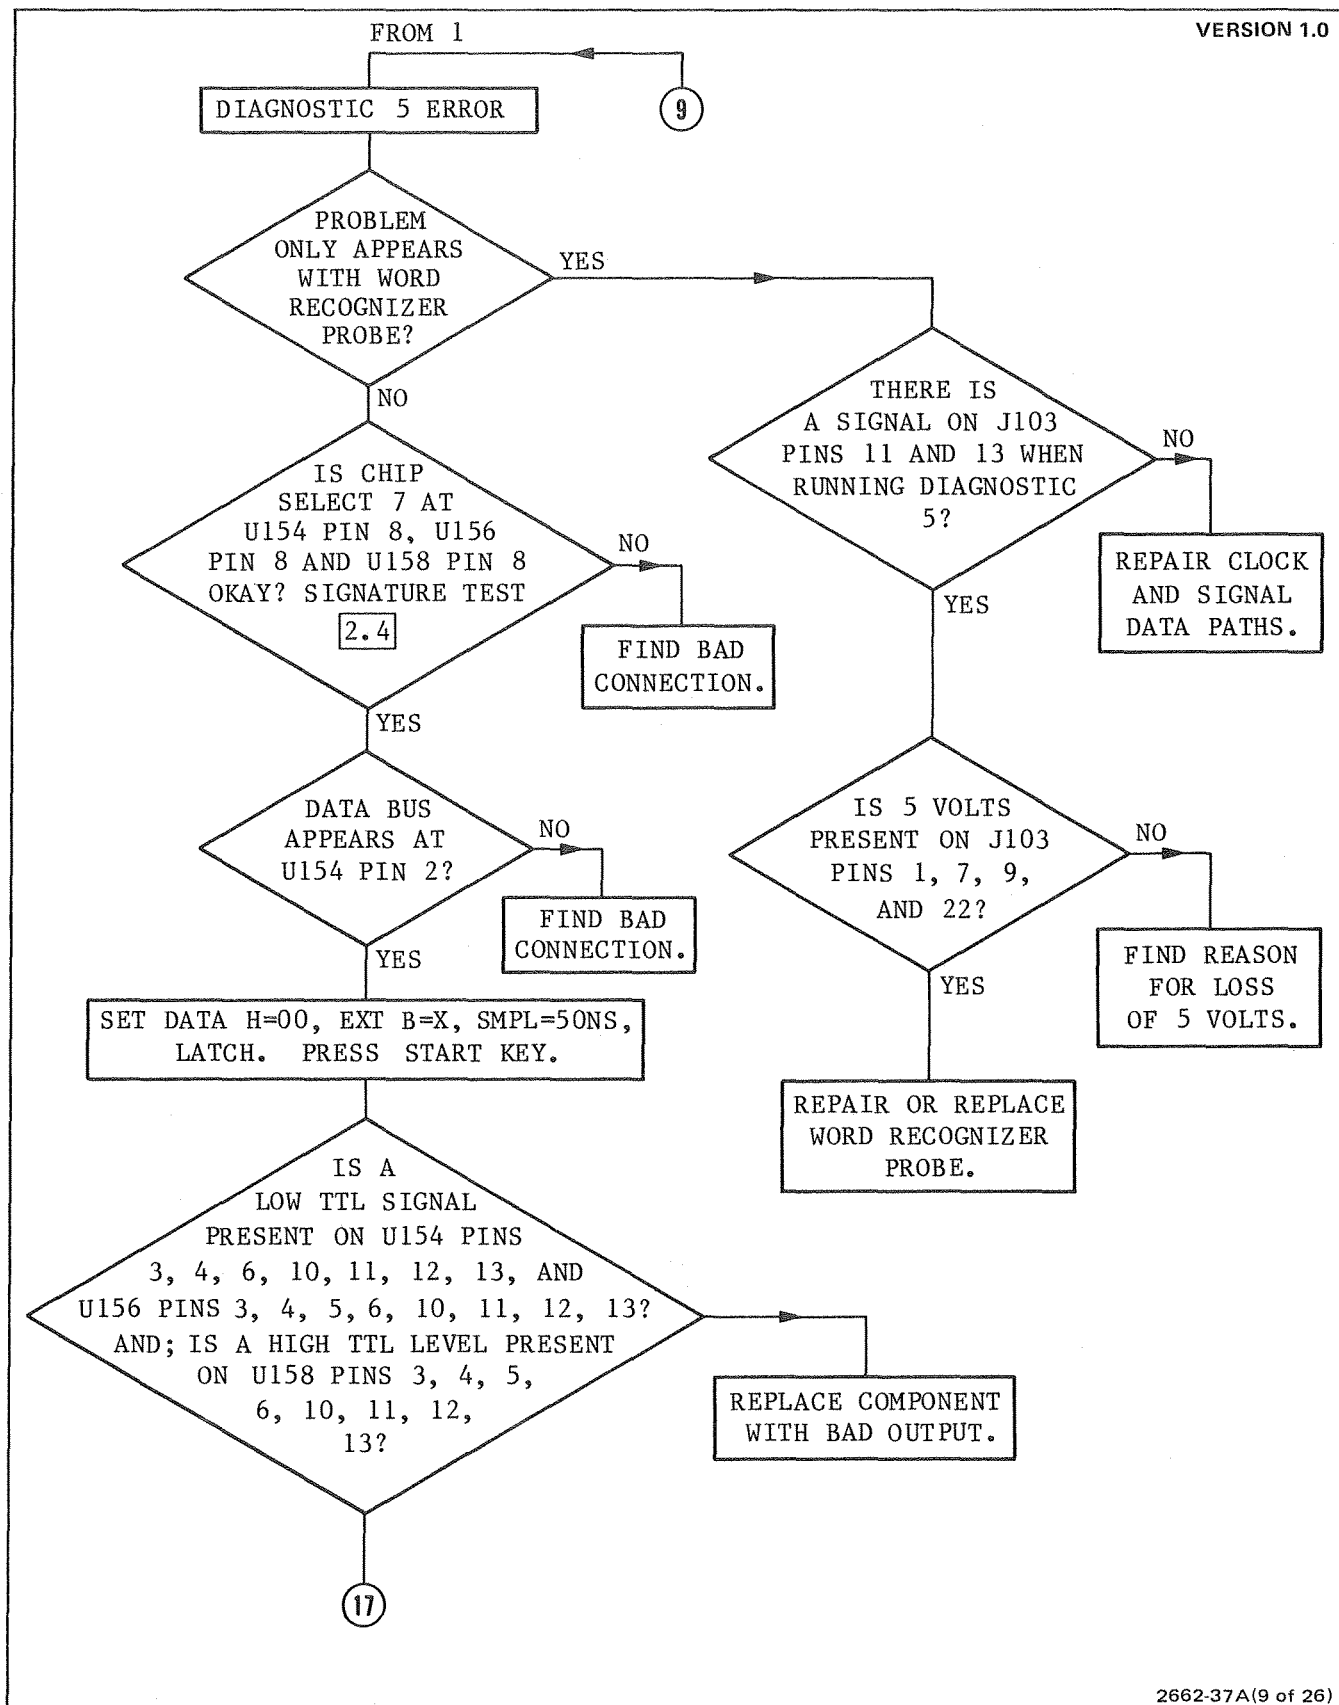 FROM 1
VERSION 1.0
9
DIAGNOSTIC 5 ERROR
PROBLEM
ONLY APPEARS
WITH WORD
RECOGNIZER
PROBE?
YES
NO
THERE IS
A SIGNAL ON J103
PINS 11 AND 13 WHEN
RUNNING DIAGNOSTIC
5?
NO
REPAIR CLOCK
AND SIGNAL
DATA PATHS.
YES
IS CHIP
SELECT 7 AT
U154 PIN 8, U156
PIN 8 AND U158 PIN 8
OKAY? SIGNATURE TEST
2.4
NO
FIND BAD
CONNECTION.
YES
DATA BUS
APPEARS AT
U154 PIN 2?
NO
FIND BAD
CONNECTION.
YES
IS 5 VOLTS
PRESENT ON J103
PINS 1, 7, 9,
AND 22?
NO
FIND REASON
FOR LOSS
OF 5 VOLTS.
YES
REPAIR OR REPLACE
WORD RECOGNIZER
PROBE.
SET DATA H=00, EXT B=X, SMPL=50NS,
LATCH. PRESS START KEY.
IS A
LOW TTL SIGNAL
PRESENT ON U154 PINS
3, 4, 6, 10, 11, 12, 13, AND
U156 PINS 3, 4, 5, 6, 10, 11, 12, 13?
AND; IS A HIGH TTL LEVEL PRESENT
ON U158 PINS 3, 4, 5,
6, 10, 11, 12,
13?
REPLACE COMPONENT
WITH BAD OUTPUT.
17
2662-37A(9 of 26)